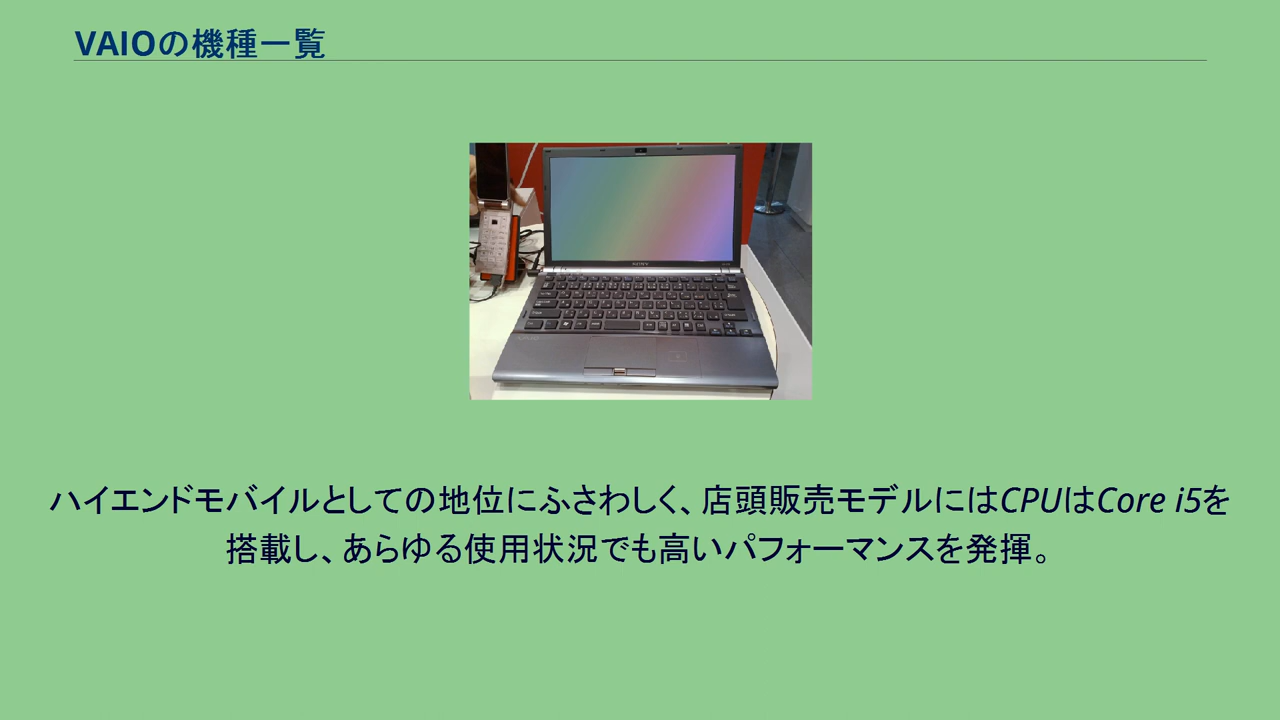 VAIOの機種一覧
SONY
ハイエンドモバイルとしての地位にふさわしく、店頭販売モデルにはCPUはCore i5を
搭載し、あらゆる使用状況でも高いパフォーマンスを発揮。